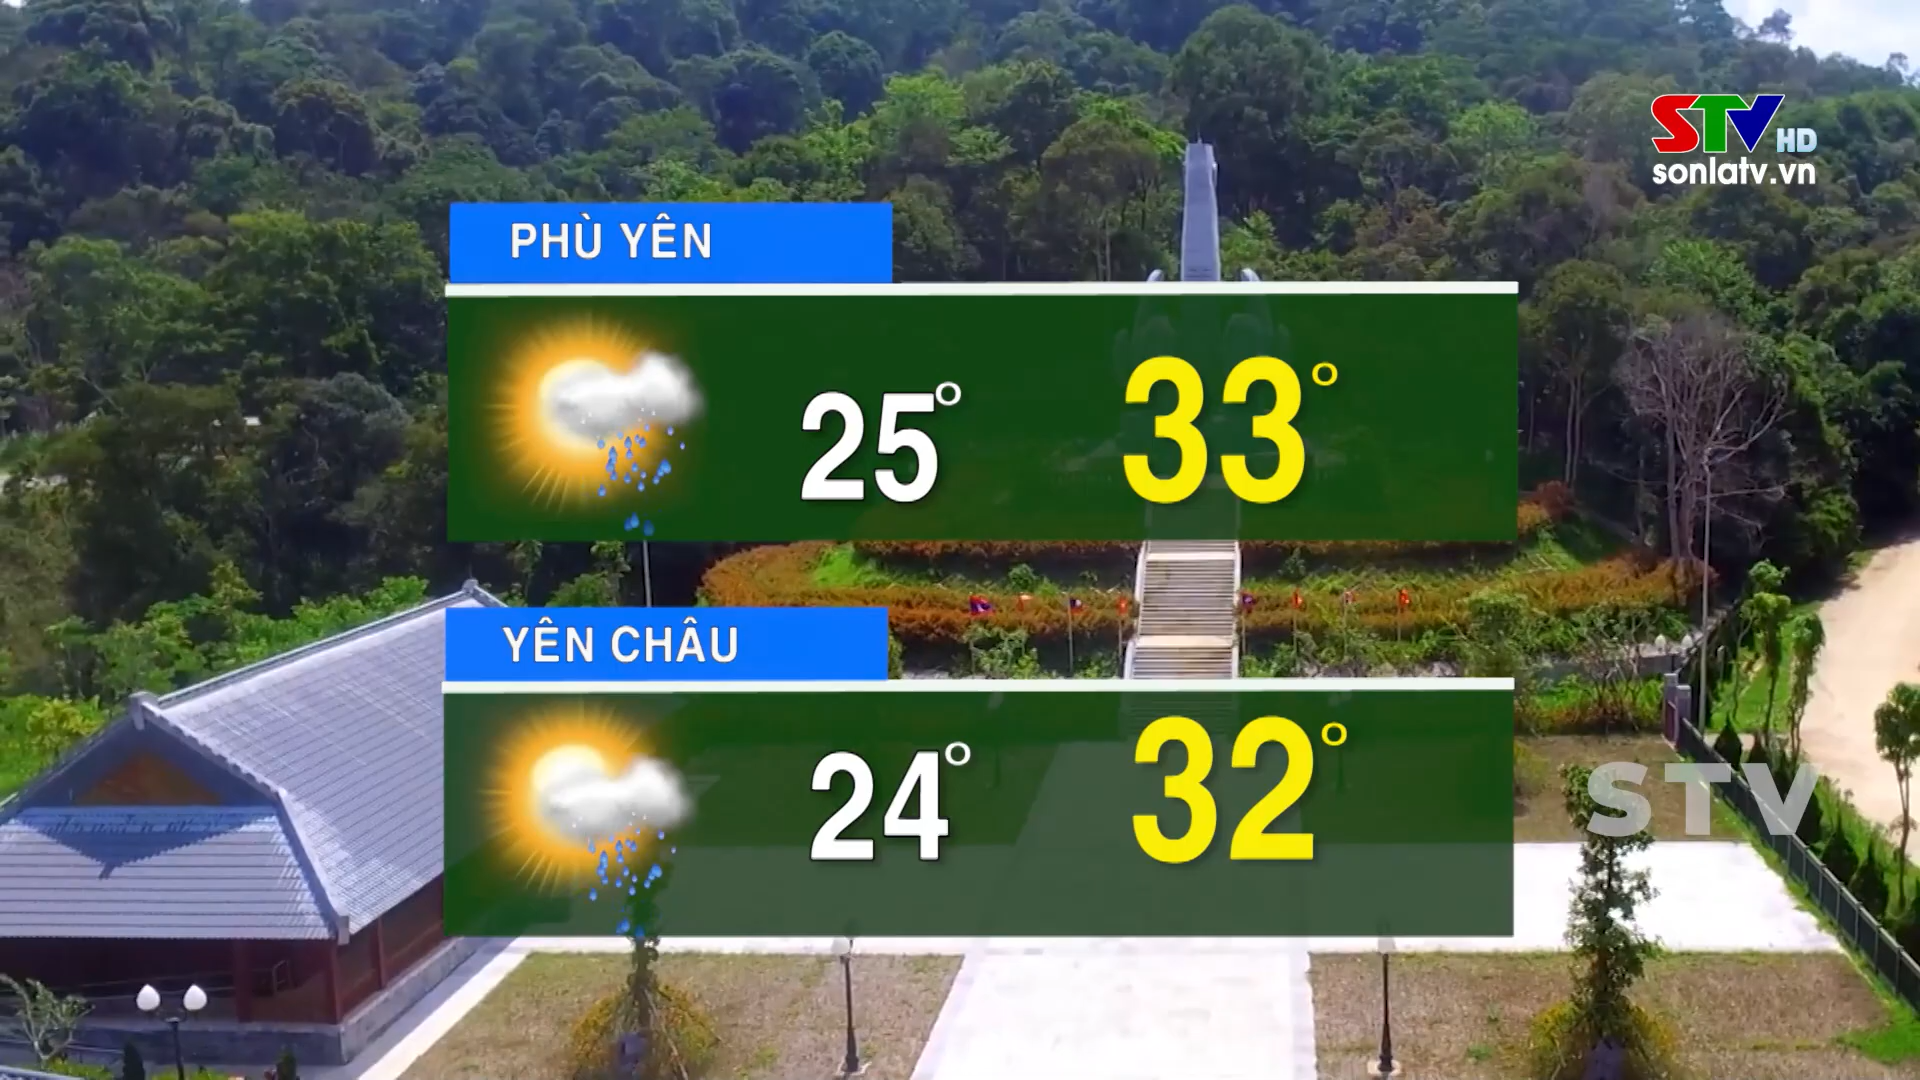 STV HD
sonlatv.vn
PHÙ YÊN
25° 33°
YÊN CHÂU
24° 32°
STV